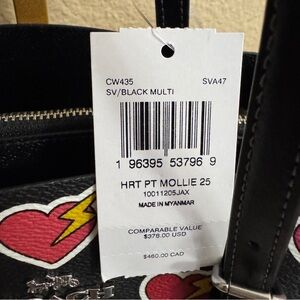 CW435 SVA47
SV/BLACK MULTI
1 96395 53796 9
HRT PT MOLLIE 25
10011205JAX
MADE IN MYANMAR
COMPARABLE VALUE
$378.00 USD
$460.00 CAD